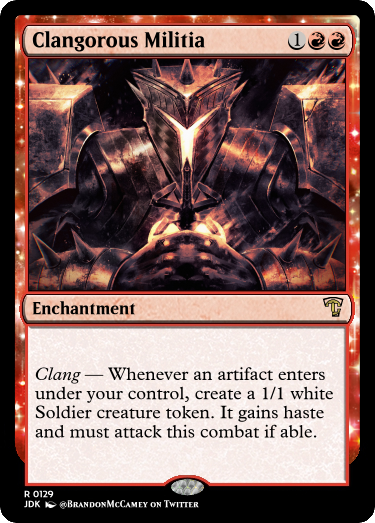 Clangorous Militia 1
Enchantment
Clang — Whenever an artifact enters
under your control, create a 1/1 white
Soldier creature token. It gains haste
and must attack this combat if able.
R 0129
JDK @BrandonMcCamey on Twitter